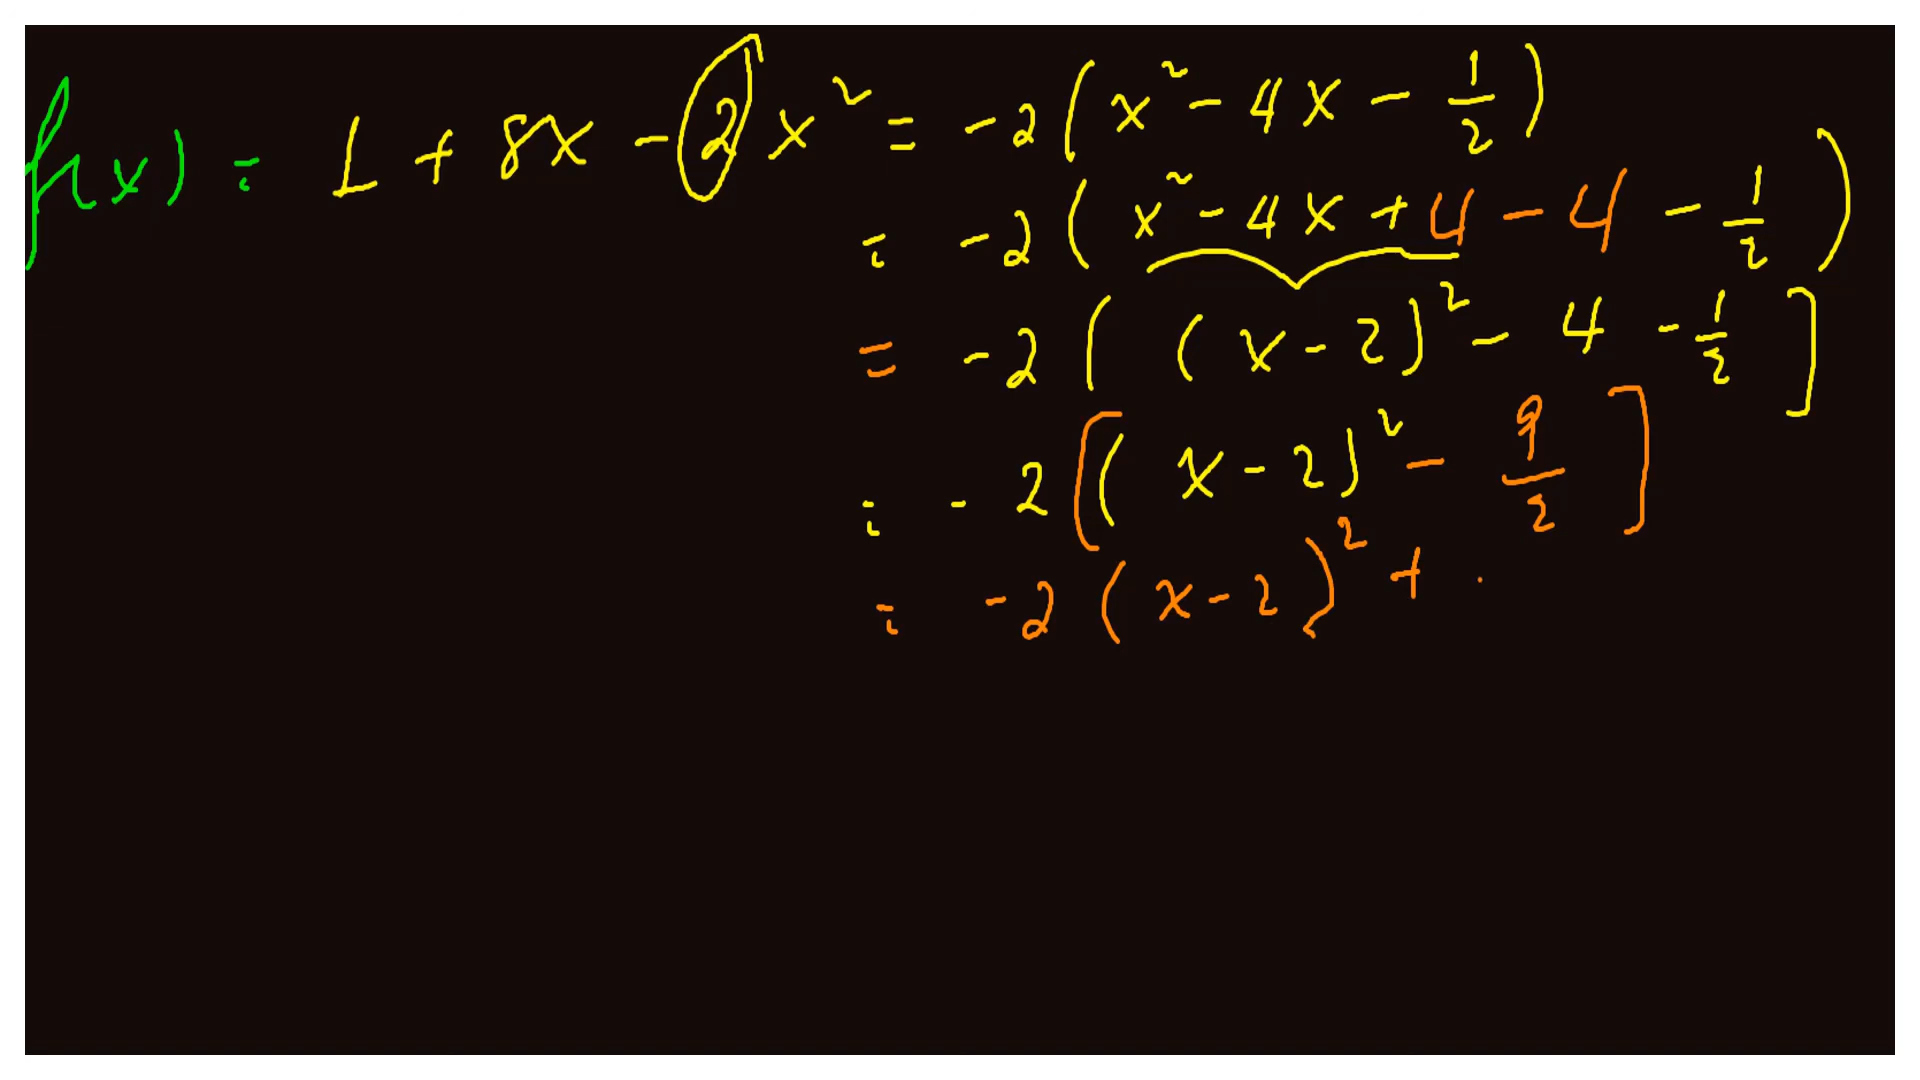 f(x) = 1 + 8x - 2x² = -2(x² - 4x - 1/2)
= -2(x² - 4x + 4 - 4 - 1/2)
= -2[(x - 2)² - 4 - 1/2]
= -2[(x - 2)² - 9/2]
= -2(x - 2)² +